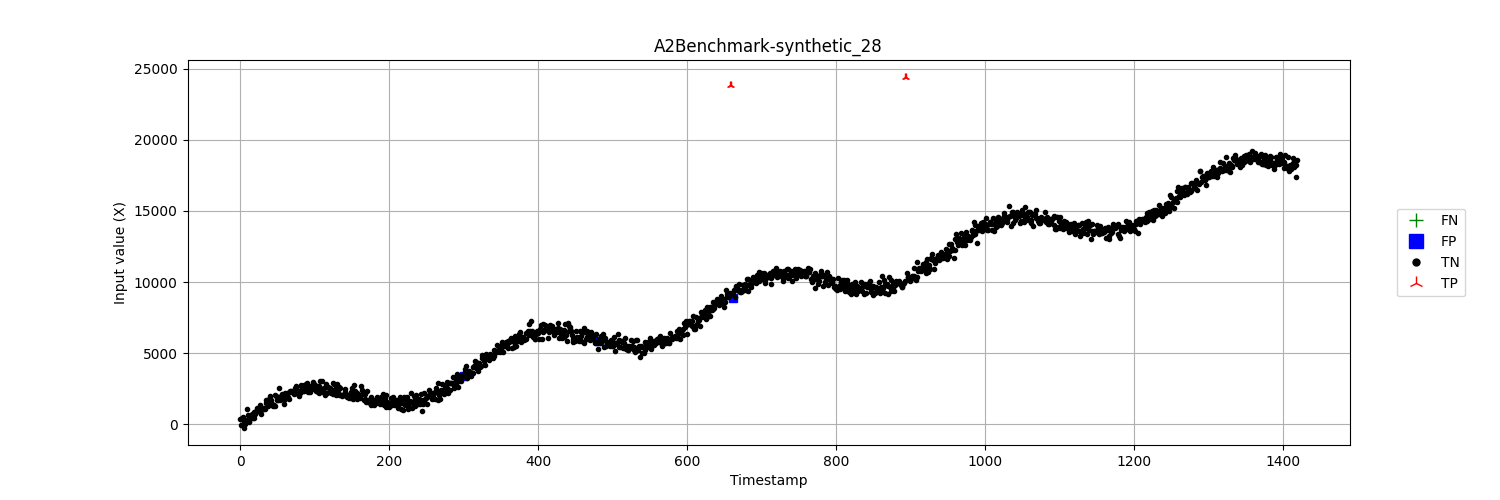 A2Benchmark-synthetic_28
25000
20000
15000
10000
5000
0
Input value (X)
0 200 400 600 800 1000 1200 1400
Timestamp
FN
FP
TN
TP